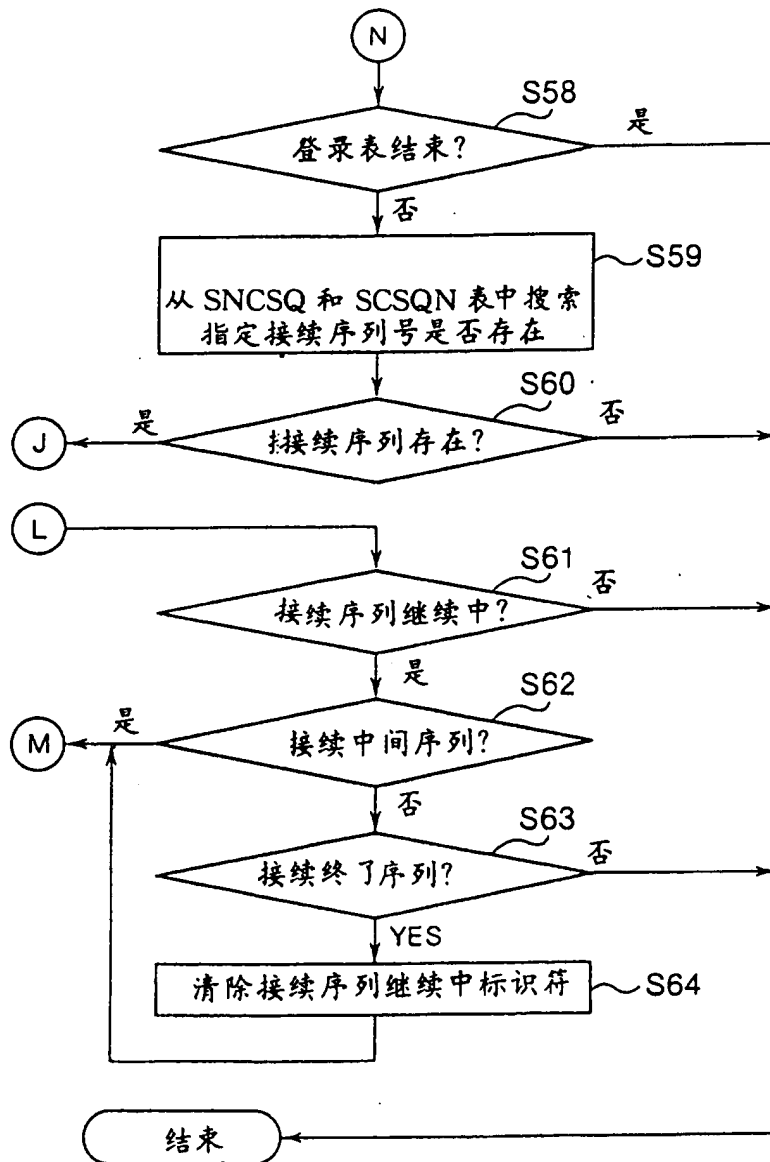 N
S58
是
登录表结束?
否
S59
从 SNCSQ 和 SCSQN 表中搜索
指定接续序列号是否存在
S60
是
否
J
接续序列存在?
L
S61
否
接续序列继续中?
是
S62
是
M
接续中间序列?
否
S63
否
接续终了序列?
YES
清除接续序列继续中标识符
S64
结束